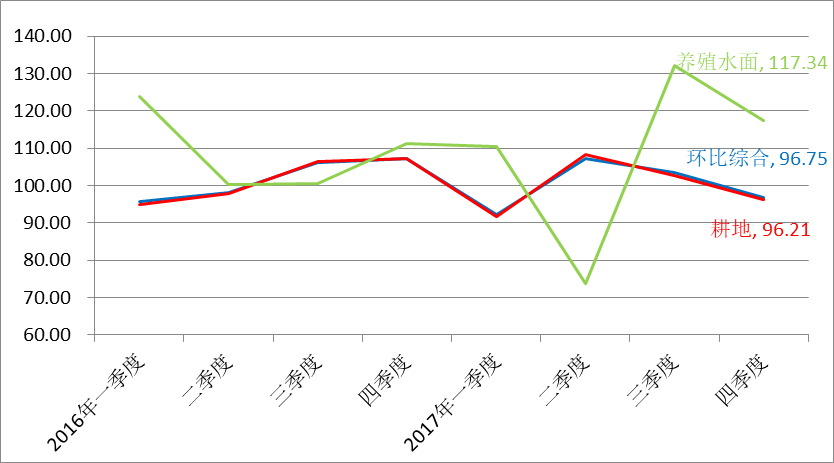 140.00
130.00
120.00
110.00
100.00
90.00
80.00
70.00
60.00
养殖水面, 117.34
环比综合, 96.75
耕地, 96.21
2016年一季度
二季度
三季度
四季度
2017年一季度
二季度
三季度
四季度